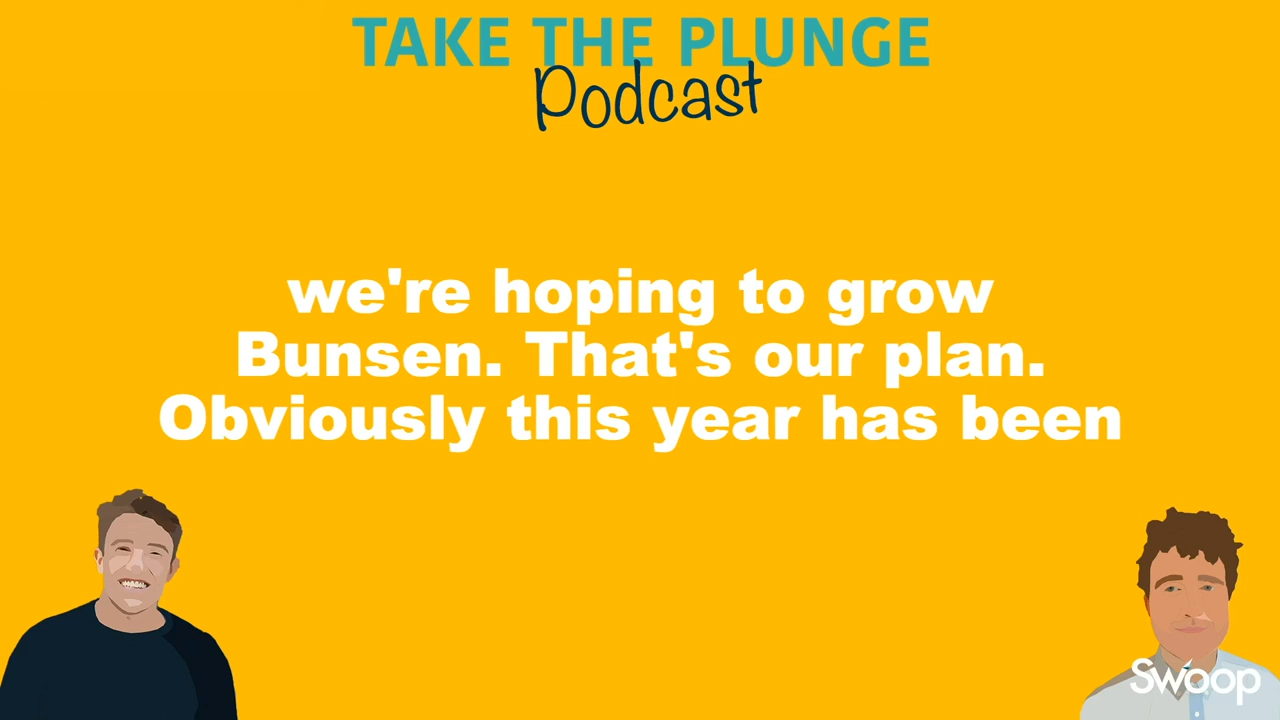 TAKE THE PLUNGE
Podcast
we're hoping to grow
Bunsen. That's our plan.
Obviously this year has been
Swoop